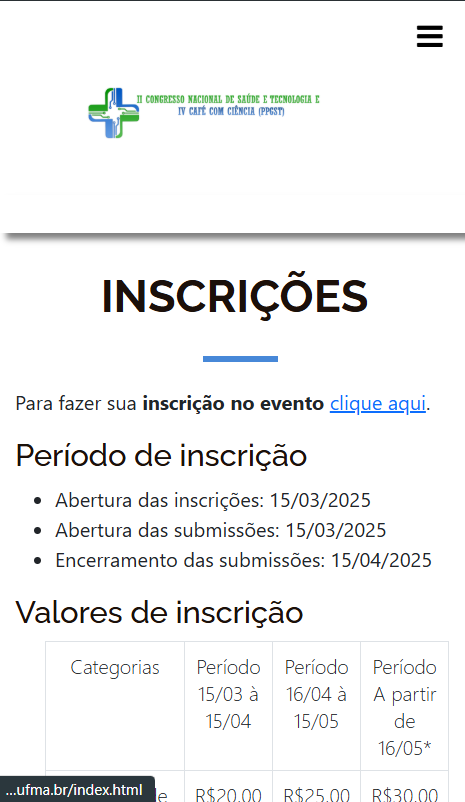 II CONGRESSO NACIONAL DE SAÚDE E TECNOLOGIA E
IV CAFÉ COM CIÊNCIA (PPGST)
INSCRIÇÕES
Para fazer sua inscrição no evento clique aqui.
Período de inscrição
Abertura das inscrições: 15/03/2025
Abertura das submissões: 15/03/2025
Encerramento das submissões: 15/04/2025
Valores de inscrição
Categorias
Período
15/03 à
15/04
Período
16/04 à
15/05
Período
A partir
de
16/05*
R$20,00
R$25,00
R$30,00
...ufma.br/index.html